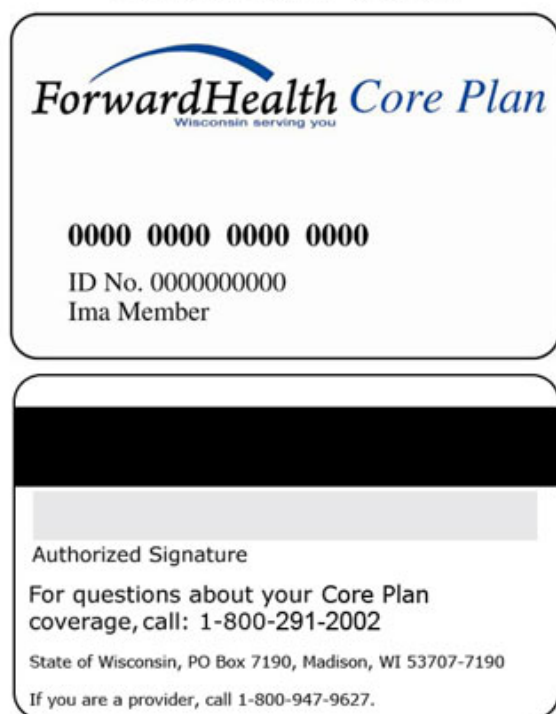 ForwardHealth Core Plan
Wisconsin serving you
0000 0000 0000 0000
ID No. 0000000000
Ima Member
Authorized Signature
For questions about your Core Plan
coverage, call: 1-800-291-2002
State of Wisconsin, PO Box 7190, Madison, WI 53707-7190
If you are a provider, call 1-800-947-9627.